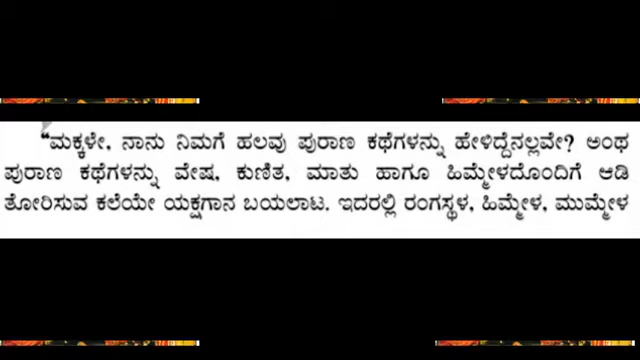 “ಮಕ್ಕಳೇ, ನಾನು ನಿಮಗೆ ಹಲವು ಪುರಾಣ ಕಥೆಗಳನ್ನು ಹೇಳಿದ್ದೆನಲ್ಲವೇ? ಅಂಥ
ಪುರಾಣ ಕಥೆಗಳನ್ನು ವೇಷ, ಕುಣಿತ, ಮಾತು ಹಾಗೂ ಹಿಮ್ಮೇಳದೊಂದಿಗೆ ಆಡಿ
ತೋರಿಸುವ ಕಲೆಯೇ ಯಕ್ಷಗಾನ ಬಯಲಾಟ. ಇದರಲ್ಲಿ ರಂಗಸ್ಥಳ, ಹಿಮ್ಮೇಳ, ಮುಮ್ಮೇಳ